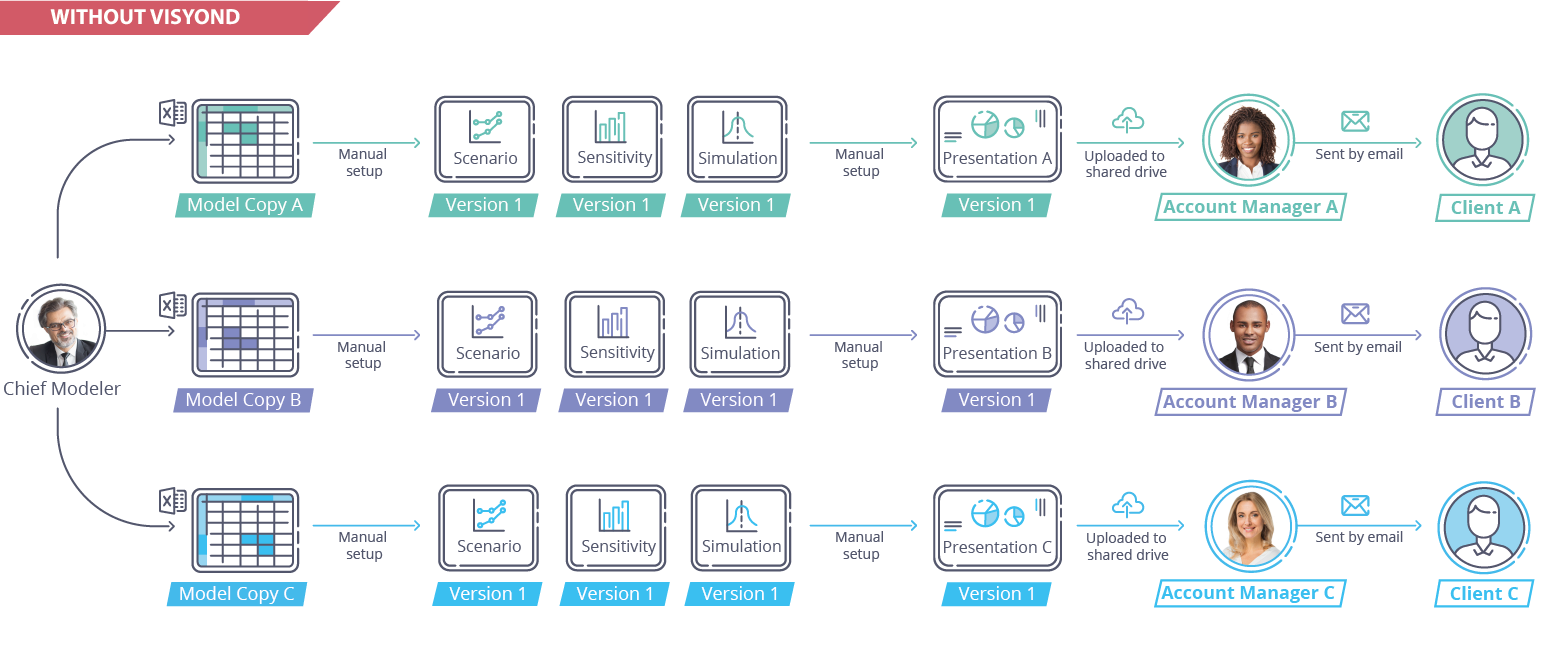 WITHOUT VISYOND
X
Manual
setup
Scenario
Sensitivity
Simulation
Manual
setup
Presentation A
Uploaded to
shared drive
Sent by email
Model Copy A
Version 1
Version 1
Version 1
Version 1
Account Manager A
Client A
Chief Modeler
X
Manual
setup
Scenario
Sensitivity
Simulation
Manual
setup
Presentation B
Uploaded to
shared drive
Sent by email
Model Copy B
Version 1
Version 1
Version 1
Version 1
Account Manager B
Client B
X
Manual
setup
Scenario
Sensitivity
Simulation
Manual
setup
Presentation C
Uploaded to
shared drive
Sent by email
Model Copy C
Version 1
Version 1
Version 1
Version 1
Account Manager C
Client C